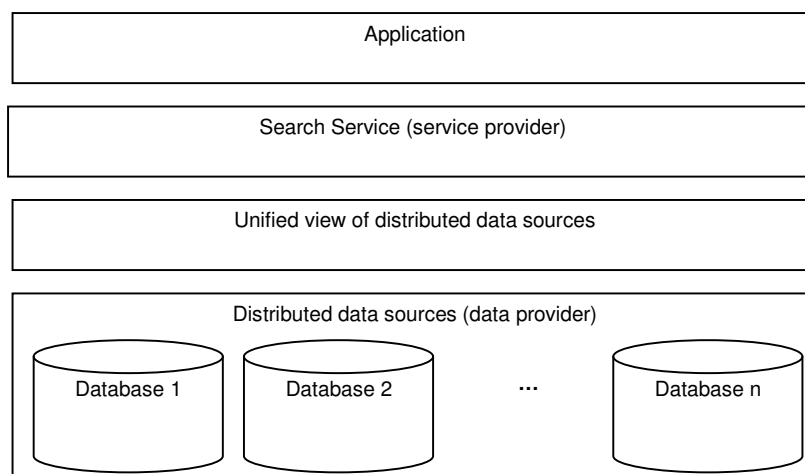 Application
Search Service (service provider)
Unified view of distributed data sources
Distributed data sources (data provider)
Database 1
Database 2
...
Database n